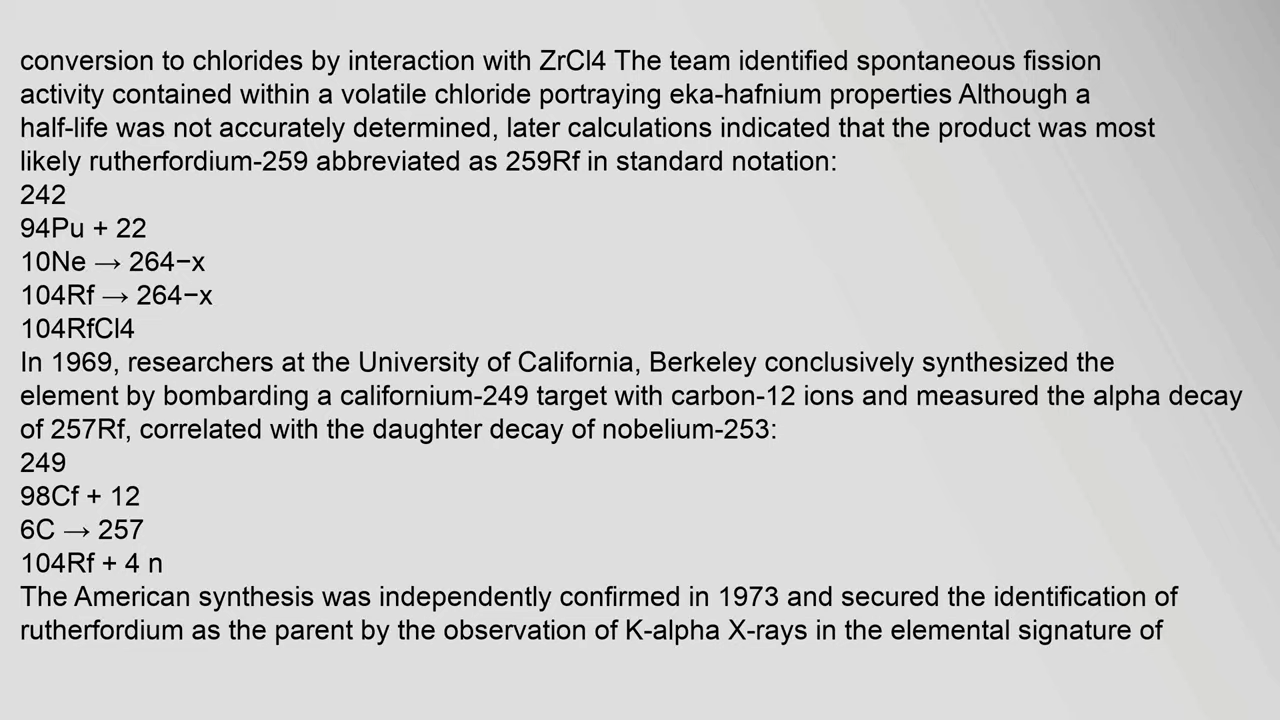 conversion to chlorides by interaction with ZrCl4 The team identified spontaneous fission
activity contained within a volatile chloride portraying eka-hafnium properties Although a
half-life was not accurately determined, later calculations indicated that the product was most
likely rutherfordium-259 abbreviated as 259Rf in standard notation:
242
94Pu + 22
10Ne → 264−x
104Rf → 264−x
104RfCl4
In 1969, researchers at the University of California, Berkeley conclusively synthesized the
element by bombarding a californium-249 target with carbon-12 ions and measured the alpha decay
of 257Rf, correlated with the daughter decay of nobelium-253:
249
98Cf + 12
6C → 257
104Rf + 4 n
The American synthesis was independently confirmed in 1973 and secured the identification of
rutherfordium as the parent by the observation of K-alpha X-rays in the elemental signature of